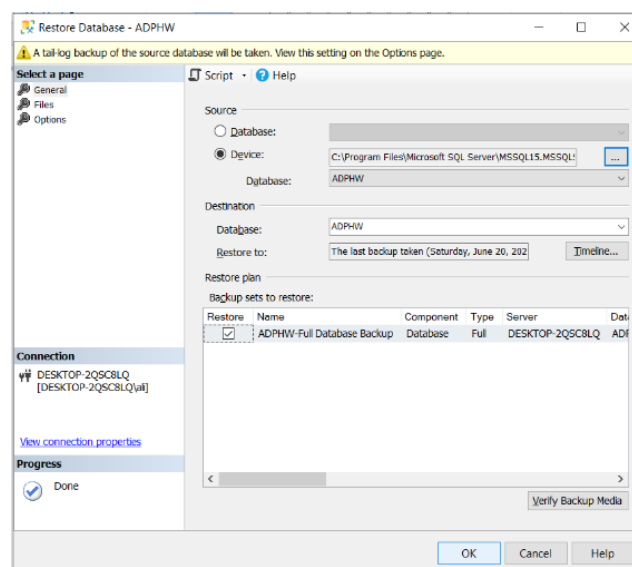 Restore Database - ADPHW
A tail-log backup of the source database will be taken. View this setting on the Options page.
Select a page
General
Files
Options
Script
Help
Source
Database:
Device:
C:\Program Files\Microsoft SQL Server\MSSQL15.MSSQL
...
Database:
ADPHW
Destination
Database:
ADPHW
Restore to:
The last backup taken (Saturday, June 20, 202
Timeline...
Restore plan
Backup sets to restore:
Restore Name Component Type Server Dat
ADPHW-Full Database Backup Database Full DESKTOP-2QSC8LQ ADF
Connection
DESKTOP-2QSC8LQ
[DESKTOP-2QSC8LQ\ali]
View connection properties
Progress
Done
Verify Backup Media
OK Cancel Help